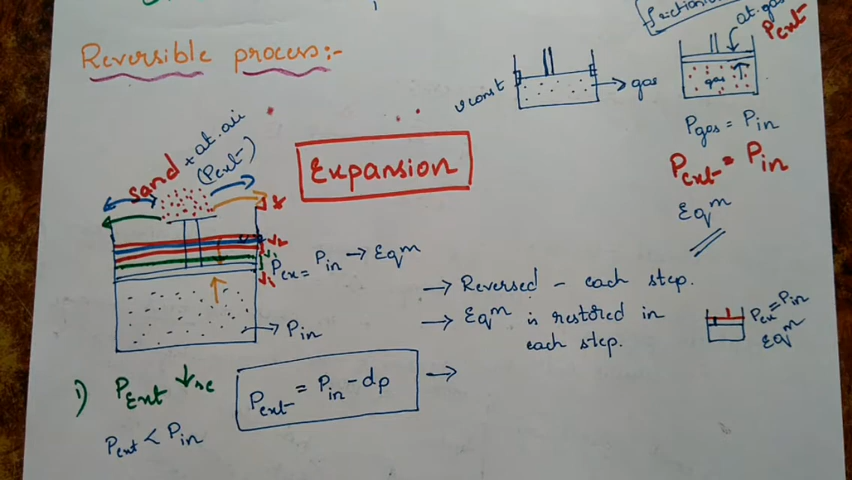 Reversible process:-
sand + at. air
(Pext)
Expansion
Pex = Pin → Eqm
→ Pin
1) PExt ↓se
Pext < Pin
Pext = Pin - dp →
v const
→ gas
at. gas
Pext
gas
Pgas = Pin
Pext = Pin
Eqm
→ Reversed - each step.
→ Eqm is restored in
each step.
Pex = Pin
Eqm